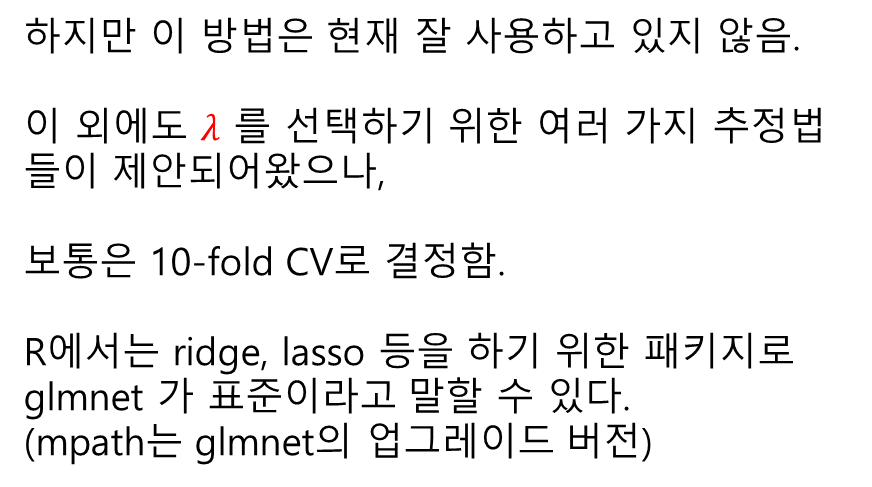 하지만 이 방법은 현재 잘 사용하고 있지 않음.
이 외에도 λ 를 선택하기 위한 여러 가지 추정법
들이 제안되어왔으나,
보통은 10-fold CV로 결정함.
R에서는 ridge, lasso 등을 하기 위한 패키지로
glmnet 가 표준이라고 말할 수 있다.
(mpath는 glmnet의 업그레이드 버전)